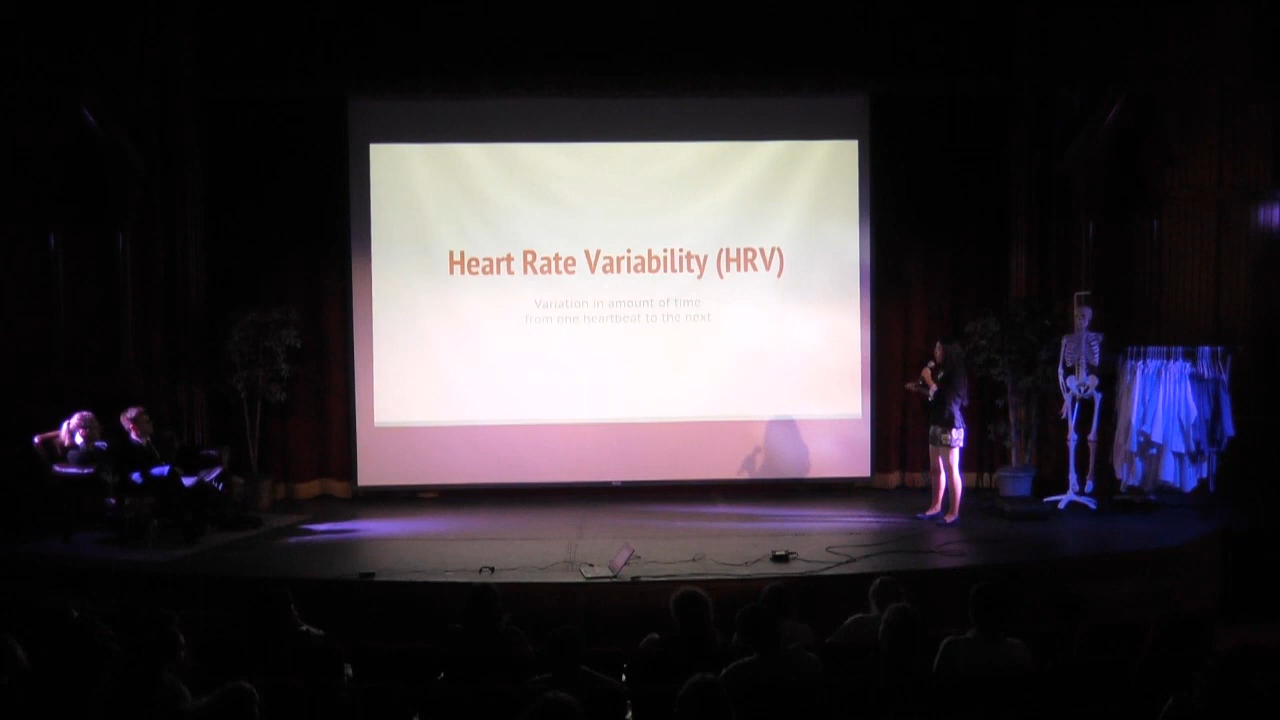 Heart Rate Variability (HRV)
Variation in amount of time
from one heartbeat to the next